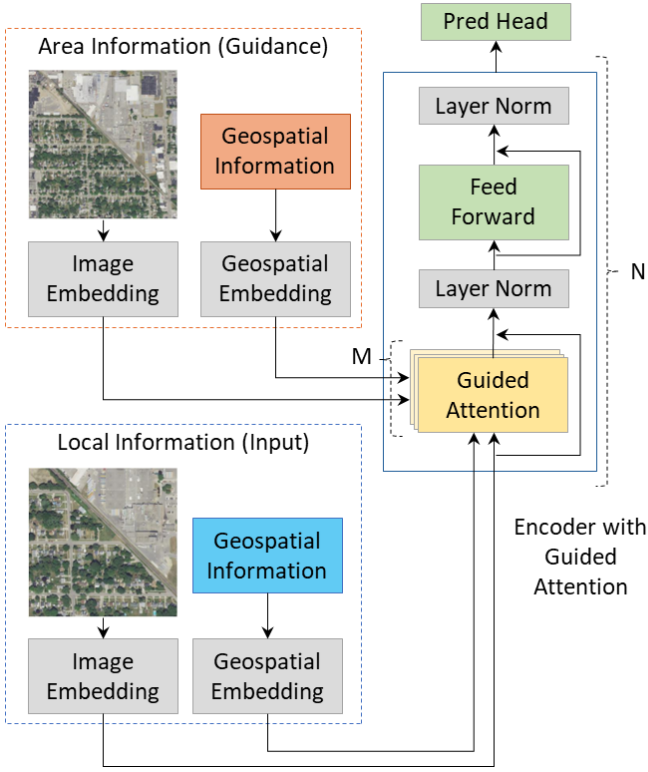 Area Information (Guidance)
Geospatial
Information
Image
Embedding
Geospatial
Embedding
Local Information (Input)
Geospatial
Information
Image
Embedding
Geospatial
Embedding
Pred Head
Layer Norm
Feed
Forward
Layer Norm
N
M
Guided
Attention
Encoder with
Guided
Attention